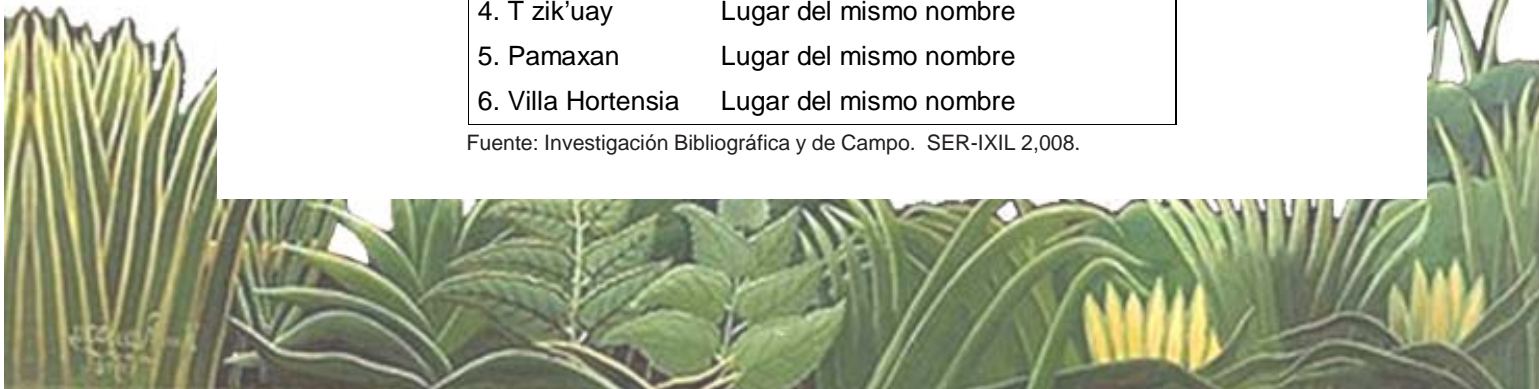 4. T zik’uay Lugar del mismo nombre
5. Pamaxan Lugar del mismo nombre
6. Villa Hortensia Lugar del mismo nombre
Fuente: Investigación Bibliográfica y de Campo. SER-IXIL 2,008.